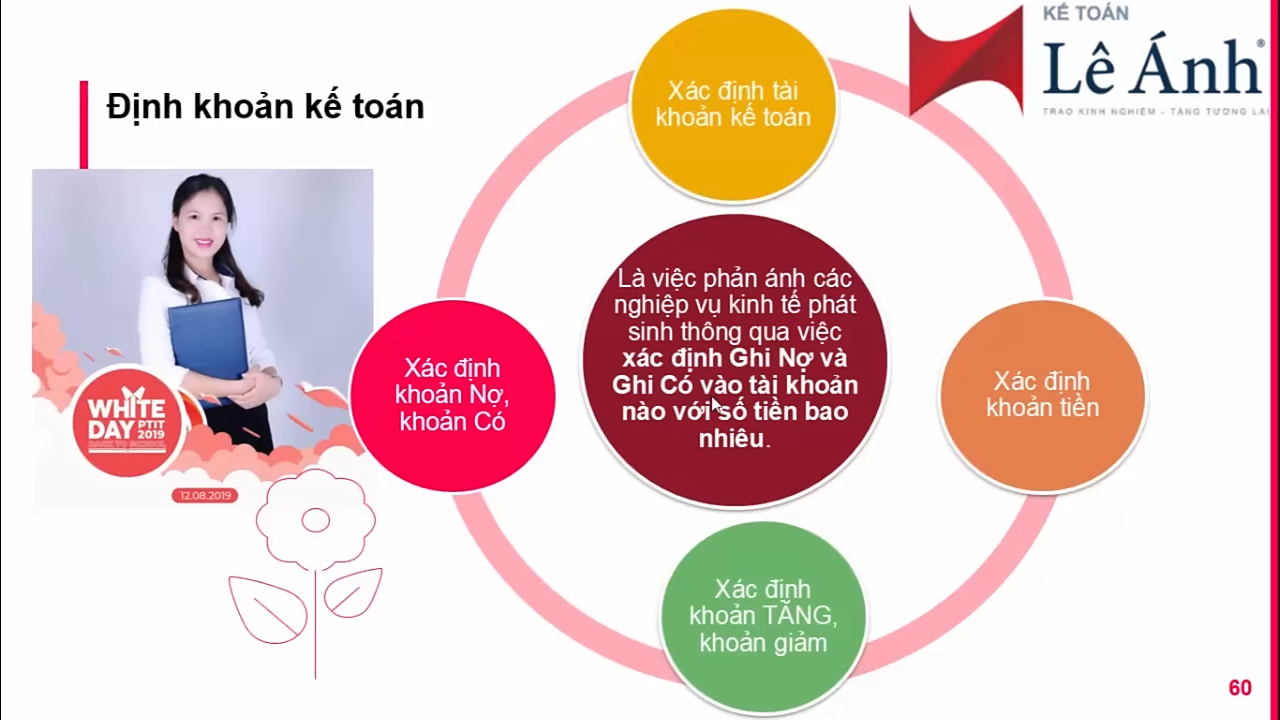 KẾ TOÁN
Lê Ánh®
TRAO KINH NGHIỆM - TẶNG TƯƠNG LAI
Định khoản kế toán
Xác định tài
khoản kế toán
Là việc phản ánh các
nghiệp vụ kinh tế phát
sinh thông qua việc
xác định Ghi Nợ và
Ghi Có vào tài khoản
nào với số tiền bao
nhiêu.
Xác định
khoản Nợ,
khoản Có
Xác định
khoản tiền
Xác định
khoản TĂNG,
khoản giảm
WHITE
DAY PTIT
2019
BACK TO SCHOOL
12.08.2019
60